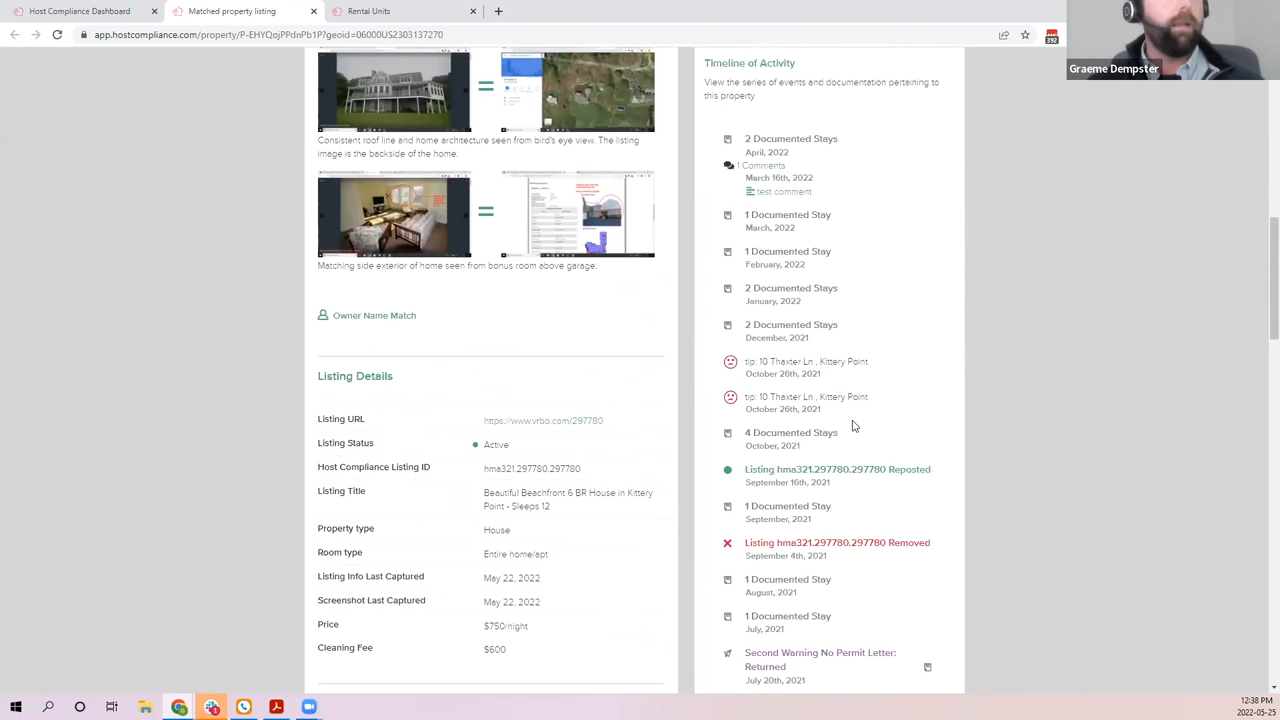 Host Compliance Dashboard
Matched property listing
Rental Units
app.hostcompliance.com/property/P-EHYQojPPdnPb1P?geoid=06000US2303137270
392
Graeme Dempster
Consistent roof line and home architecture seen from bird's eye view. The listing
image is the backside of the home.
Matching side exterior of home seen from bonus room above garage.
Owner Name Match
Listing Details
Listing URL https://www.vrbo.com/297780
Listing Status Active
Host Compliance Listing ID hma321.297780.297780
Listing Title Beautiful Beachfront 6 BR House in Kittery
Point - Sleeps 12
Property type House
Room type Entire home/apt
Listing Info Last Captured May 22, 2022
Screenshot Last Captured May 22, 2022
Price $750/night
Cleaning Fee $600
Timeline of Activity
View the series of events and documentation pertaining to
this property
2 Documented Stays
April, 2022
1 Comments
March 16th, 2022
test comment
1 Documented Stay
March, 2022
1 Documented Stay
February, 2022
2 Documented Stays
January, 2022
2 Documented Stays
December, 2021
tip: 10 Thaxter Ln , Kittery Point
October 26th, 2021
tip: 10 Thaxter Ln , Kittery Point
October 26th, 2021
4 Documented Stays
October, 2021
Listing hma321.297780.297780 Reposted
September 16th, 2021
1 Documented Stay
September, 2021
Listing hma321.297780.297780 Removed
September 4th, 2021
1 Documented Stay
August, 2021
1 Documented Stay
July, 2021
Second Warning No Permit Letter:
Returned
July 20th, 2021
12:38 PM
2022-05-25